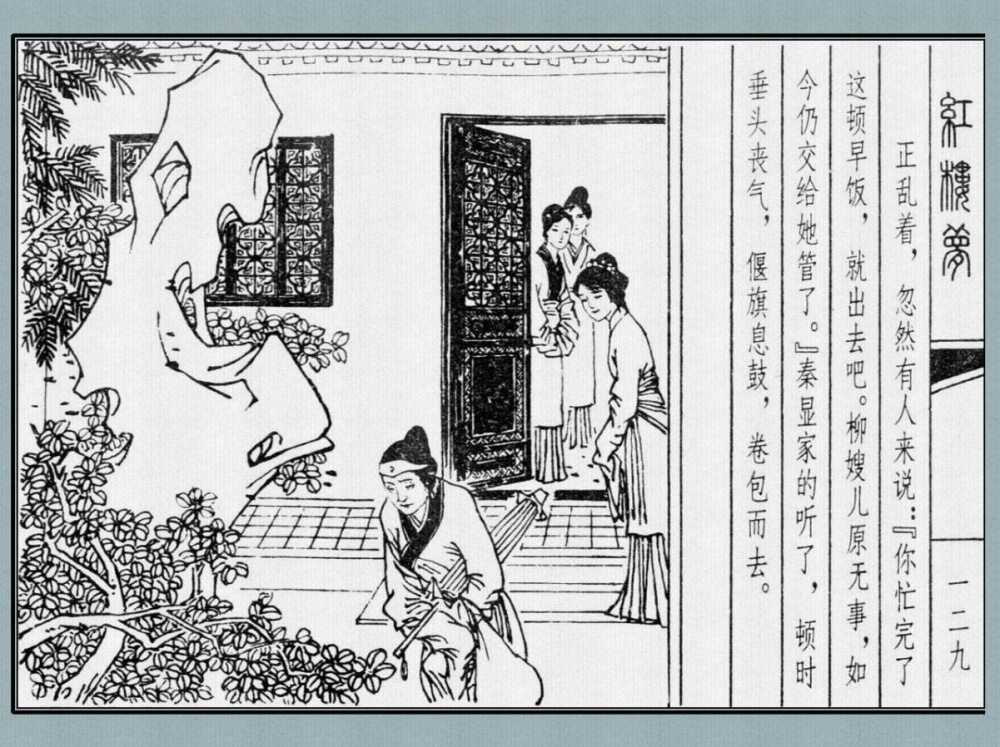 紅樓夢
一二九
正乱着，忽然有人来说：『你忙完了
这顿早饭，就出去吧。柳嫂儿原无事，如
今仍交给她管了。』秦显家的听了，顿时
垂头丧气，偃旗息鼓，卷包而去。